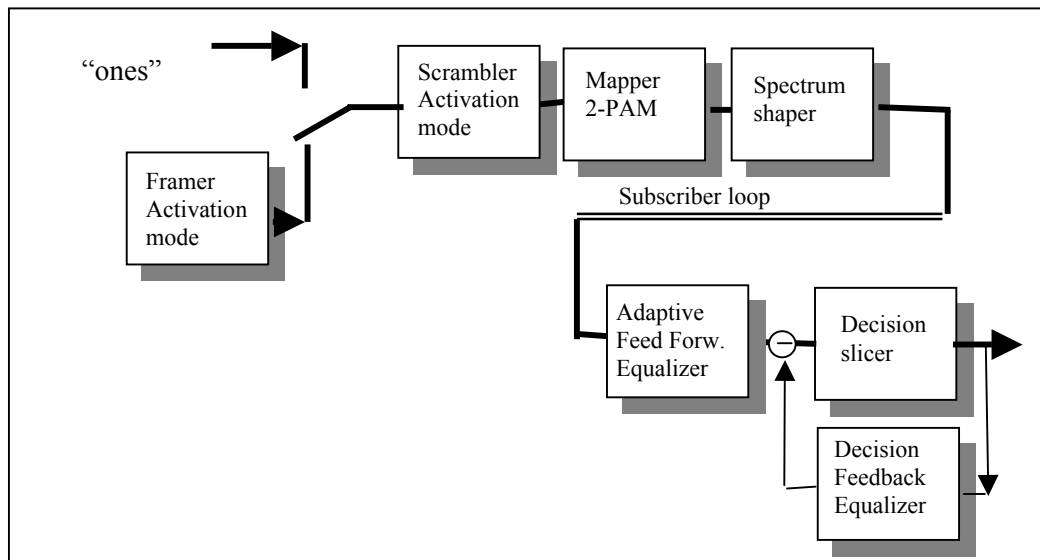 “ones”
Scrambler
Activation
mode
Mapper
2-PAM
Spectrum
shaper
Framer
Activation
mode
Subscriber loop
Adaptive
Feed Forw.
Equalizer
−
Decision
slicer
Decision
Feedback
Equalizer